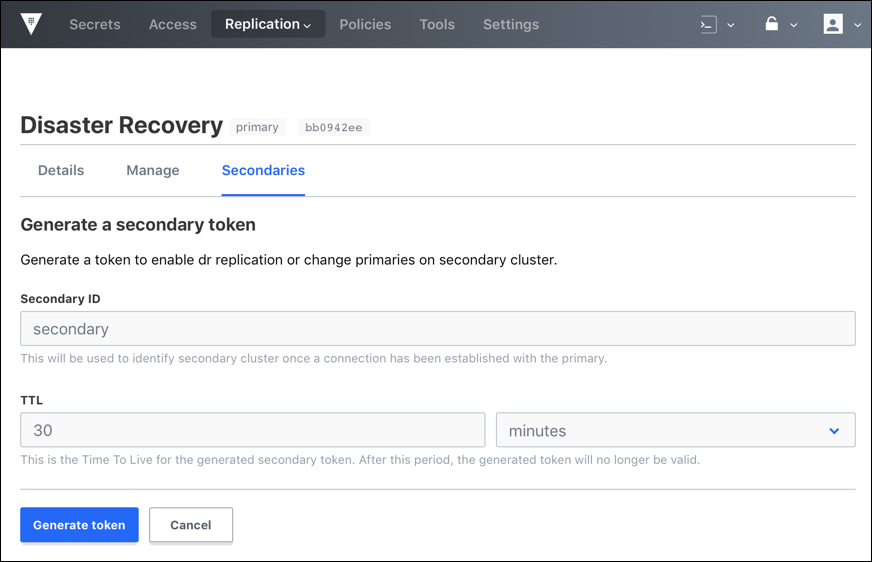 Secrets Access Replication Policies Tools Settings
Disaster Recovery primary bb0942ee
Details Manage Secondaries
Generate a secondary token
Generate a token to enable dr replication or change primaries on secondary cluster.
Secondary ID
secondary
This will be used to identify secondary cluster once a connection has been established with the primary.
TTL
30 minutes
This is the Time To Live for the generated secondary token. After this period, the generated token will no longer be valid.
Generate token Cancel